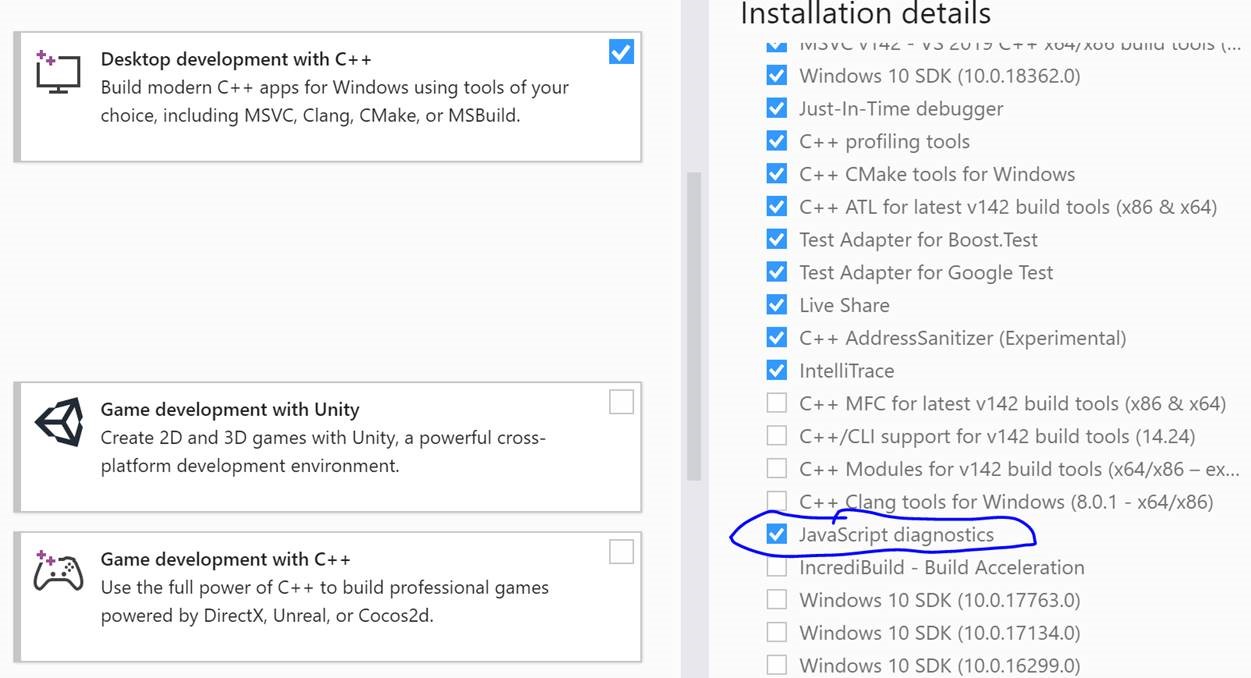 Desktop development with C++
Build modern C++ apps for Windows using tools of your
choice, including MSVC, Clang, CMake, or MSBuild.
Game development with Unity
Create 2D and 3D games with Unity, a powerful cross-
platform development environment.
Game development with C++
Use the full power of C++ to build professional games
powered by DirectX, Unreal, or Cocos2d.
Installation details
MSVC v142 - VS 2019 C++ x64/x86 build tools (...
Windows 10 SDK (10.0.18362.0)
Just-In-Time debugger
C++ profiling tools
C++ CMake tools for Windows
C++ ATL for latest v142 build tools (x86 & x64)
Test Adapter for Boost.Test
Test Adapter for Google Test
Live Share
C++ AddressSanitizer (Experimental)
IntelliTrace
C++ MFC for latest v142 build tools (x86 & x64)
C++/CLI support for v142 build tools (14.24)
C++ Modules for v142 build tools (x64/x86 – ex...
C++ Clang tools for Windows (8.0.1 - x64/x86)
JavaScript diagnostics
IncrediBuild - Build Acceleration
Windows 10 SDK (10.0.17763.0)
Windows 10 SDK (10.0.17134.0)
Windows 10 SDK (10.0.16299.0)